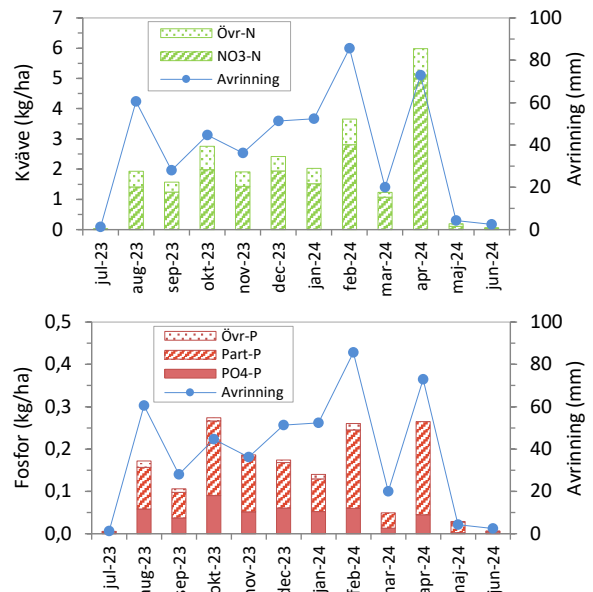 7
6
5
4
3
2
1
0
Kväve (kg/ha)
Övr-N
NO3-N
Avrinning
100
80
60
40
20
0
Avrinning (mm)
jul-23
aug-23
sep-23
okt-23
nov-23
dec-23
jan-24
feb-24
mar-24
apr-24
maj-24
jun-24
0,5
0,4
0,3
0,2
0,1
0,0
Fosfor (kg/ha)
Övr-P
Part-P
PO4-P
Avrinning
100
80
60
40
20
0
Avrinning (mm)
jul-23
aug-23
sep-23
okt-23
nov-23
dec-23
jan-24
feb-24
mar-24
apr-24
maj-24
jun-24